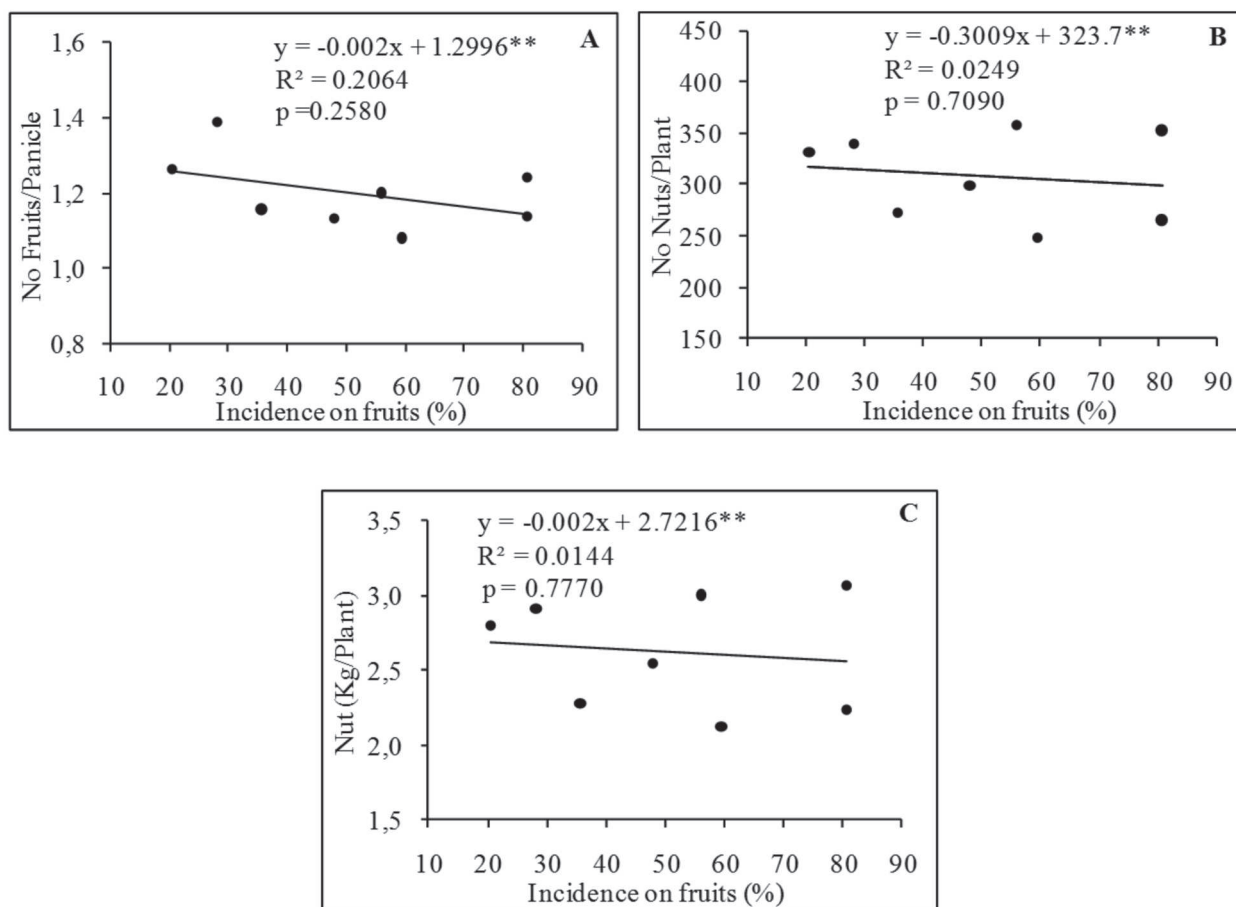 A
y = -0.002x + 1.2996**
R² = 0.2064
p =0.2580
No Fruits/Panicle
1,6
1,4
1,2
1,0
0,8
10 20 30 40 50 60 70 80 90
Incidence on fruits (%)
B
y = -0.3009x + 323.7**
R² = 0.0249
p = 0.7090
No Nuts/Plant
450
400
350
300
250
200
150
10 20 30 40 50 60 70 80 90
Incidence on fruits (%)
C
y = -0.002x + 2.7216**
R² = 0.0144
p = 0.7770
Nut (Kg/Plant)
3,5
3,0
2,5
2,0
1,5
10 20 30 40 50 60 70 80 90
Incidence on fruits (%)